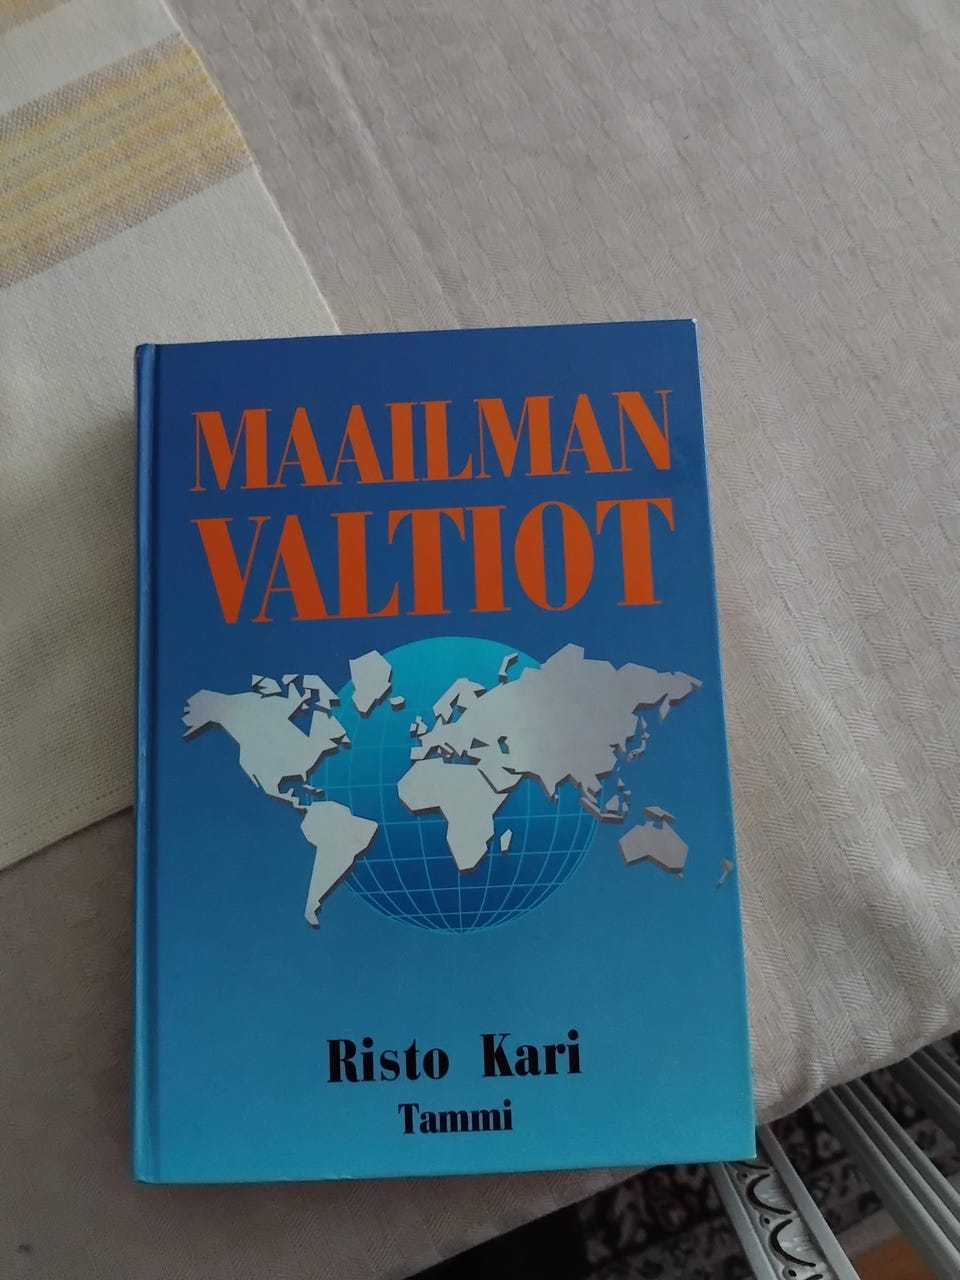 MAAILMAN
VALTIOT
Risto Kari
Tammi